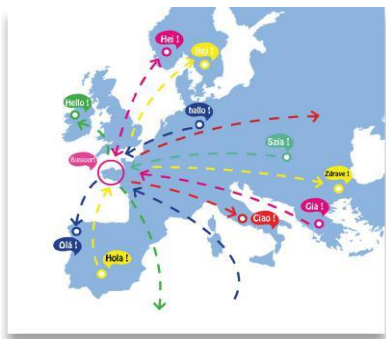 Hei !
Hej !
Hello !
hallo !
Bonjour!
Szia !
Zdrave !
Gia !
Ciao !
Olá !
Hola !